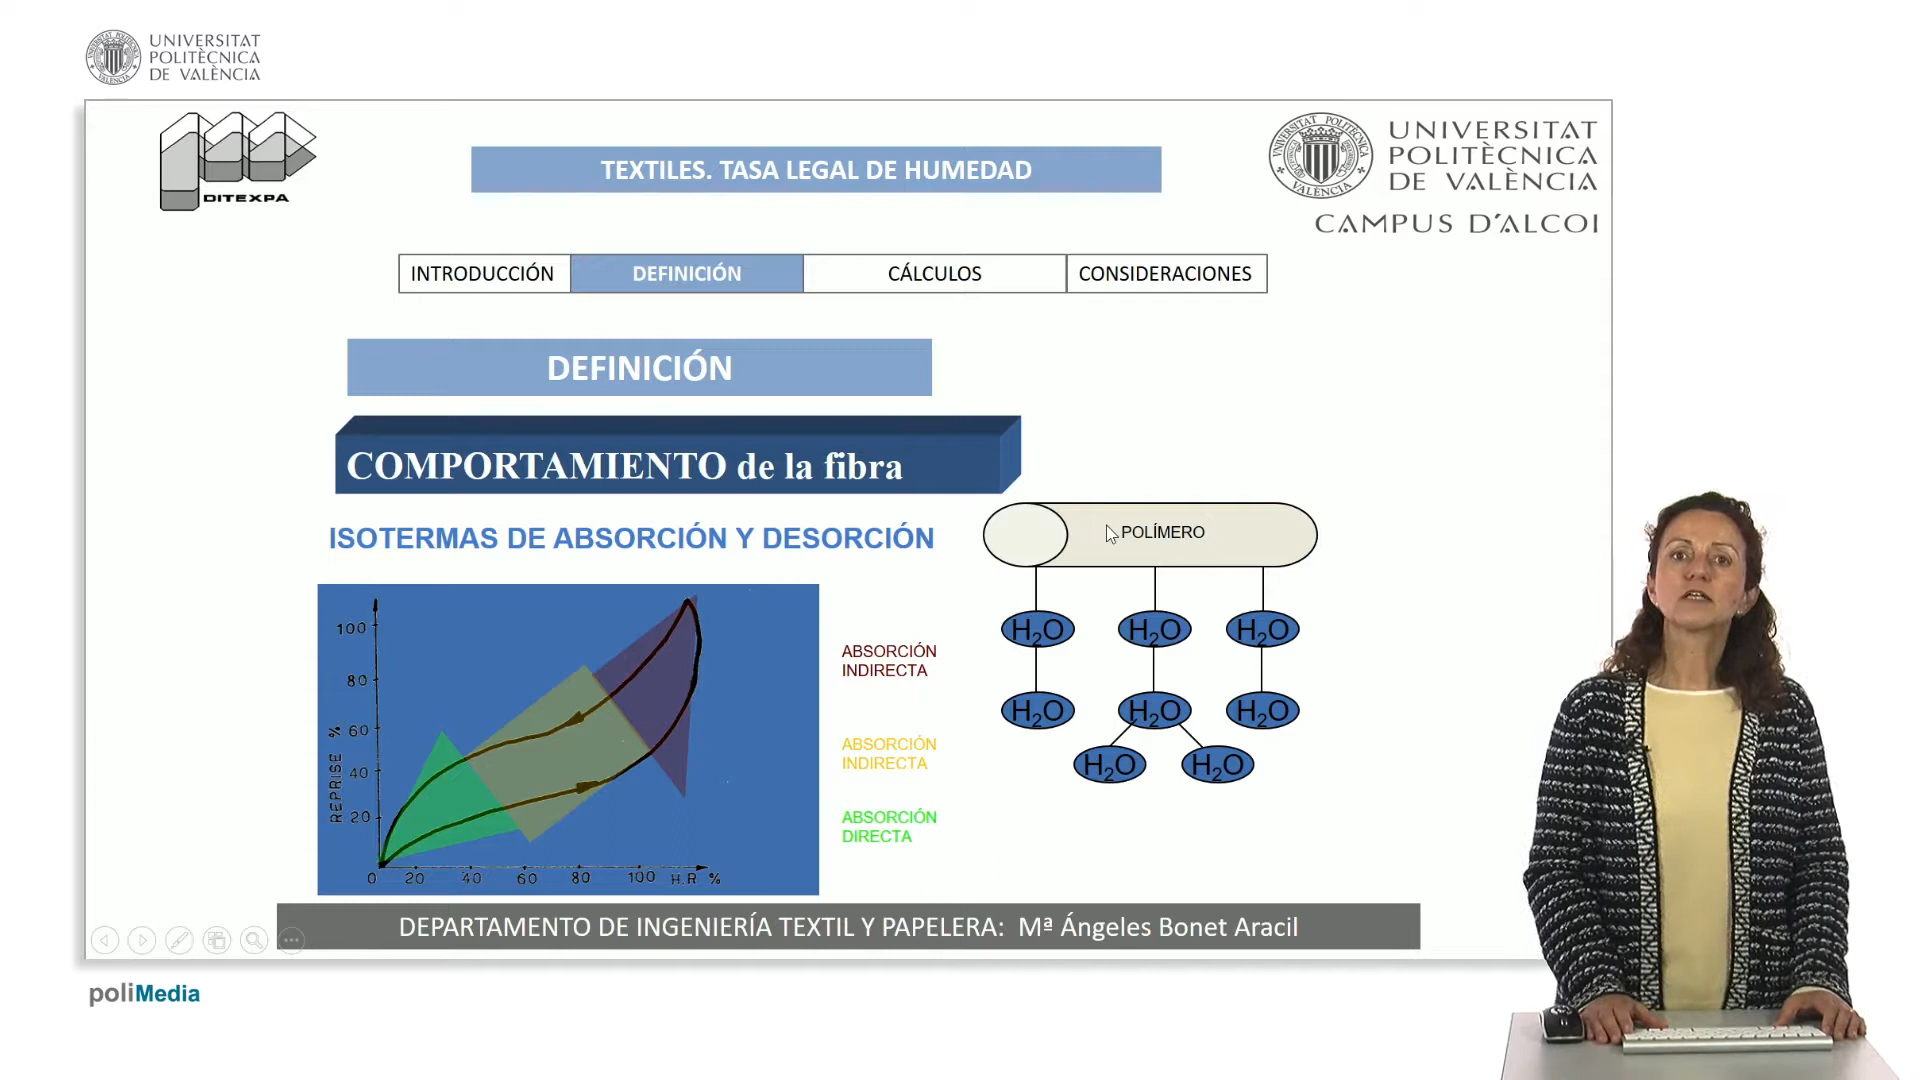 UNIVERSITAT
POLITÈCNICA
DE VALÈNCIA
DITEXPA
TEXTILES. TASA LEGAL DE HUMEDAD
UNIVERSITAT
POLITÈCNICA
DE VALÈNCIA
CAMPUS D'ALCOI
INTRODUCCIÓN
DEFINICIÓN
CÁLCULOS
CONSIDERACIONES
DEFINICIÓN
COMPORTAMIENTO de la fibra
ISOTERMAS DE ABSORCIÓN Y DESORCIÓN
POLÍMERO
H2O
H2O
H2O
H2O
H2O
H2O
H2O
H2O
ABSORCIÓN
INDIRECTA
ABSORCIÓN
INDIRECTA
ABSORCIÓN
DIRECTA
REPRISE %
100
80
60
40
20
0 20 40 60 80 100 H.R %
DEPARTAMENTO DE INGENIERÍA TEXTIL Y PAPELERA: Mª Ángeles Bonet Aracil
poliMedia